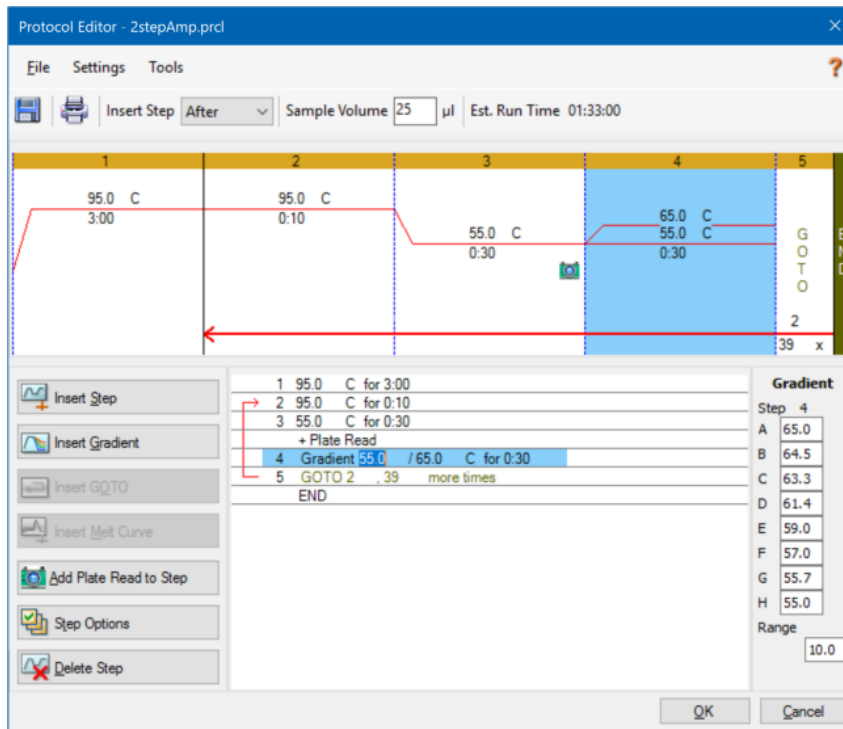 Protocol Editor - 2stepAmp.prcl
File Settings Tools ?
Insert Step After Sample Volume 25 µl Est. Run Time 01:33:00
1 2 3 4 5
95.0 C
3:00
95.0 C
0:10
55.0 C
0:30
65.0 C
55.0 C
0:30
G
O
T
O
2
39 x
Insert Step
Insert Gradient
Insert GOTO
Insert Melt Curve
Add Plate Read to Step
Step Options
Delete Step
1 95.0 C for 3:00
2 95.0 C for 0:10
3 55.0 C for 0:30
+ Plate Read
4 Gradient 55.0 / 65.0 C for 0:30
5 GOTO 2 , 39 more times
END
Gradient
Step 4
A 65.0
B 64.5
C 63.3
D 61.4
E 59.0
F 57.0
G 55.7
H 55.0
Range
10.0
OK Cancel